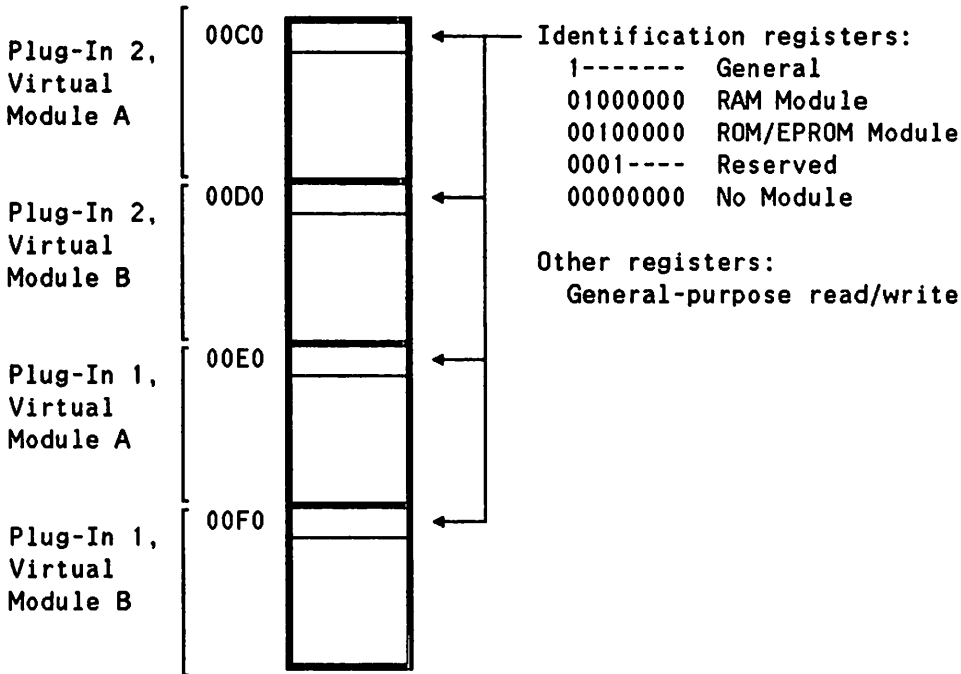 Plug-In 2,
Virtual
Module A
00C0
Plug-In 2,
Virtual
Module B
00D0
Plug-In 1,
Virtual
Module A
00E0
Plug-In 1,
Virtual
Module B
00F0
Identification registers:
1------- General
01000000 RAM Module
00100000 ROM/EPROM Module
0001---- Reserved
00000000 No Module
Other registers:
General-purpose read/write